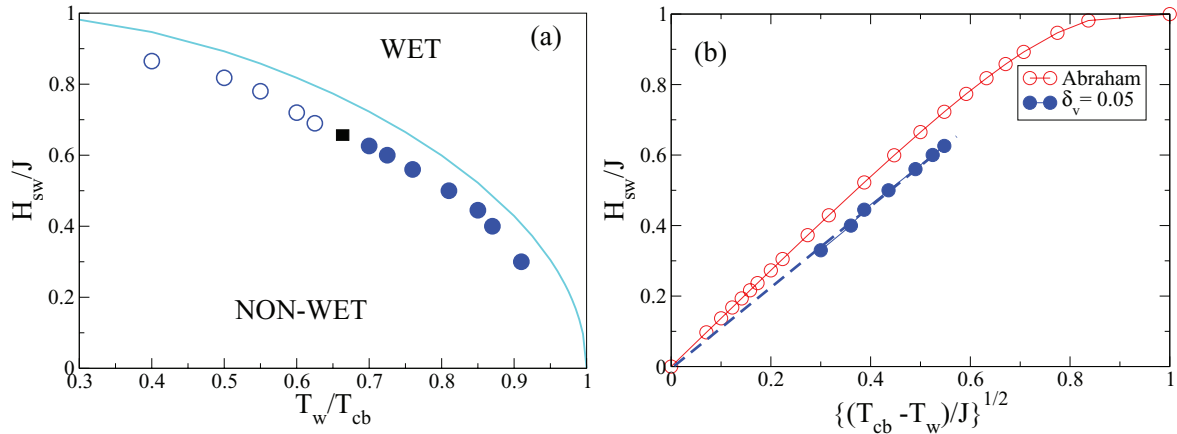 (a)
WET
NON-WET
H_sw/J
1
0.8
0.6
0.4
0.2
0
0.3 0.4 0.5 0.6 0.7 0.8 0.9 1
T_w/T_cb
(b)
Abraham
δ_v = 0.05
H_sw/J
1
0.8
0.6
0.4
0.2
0
0 0.2 0.4 0.6 0.8 1
{(T_cb -T_w)/J}^1/2